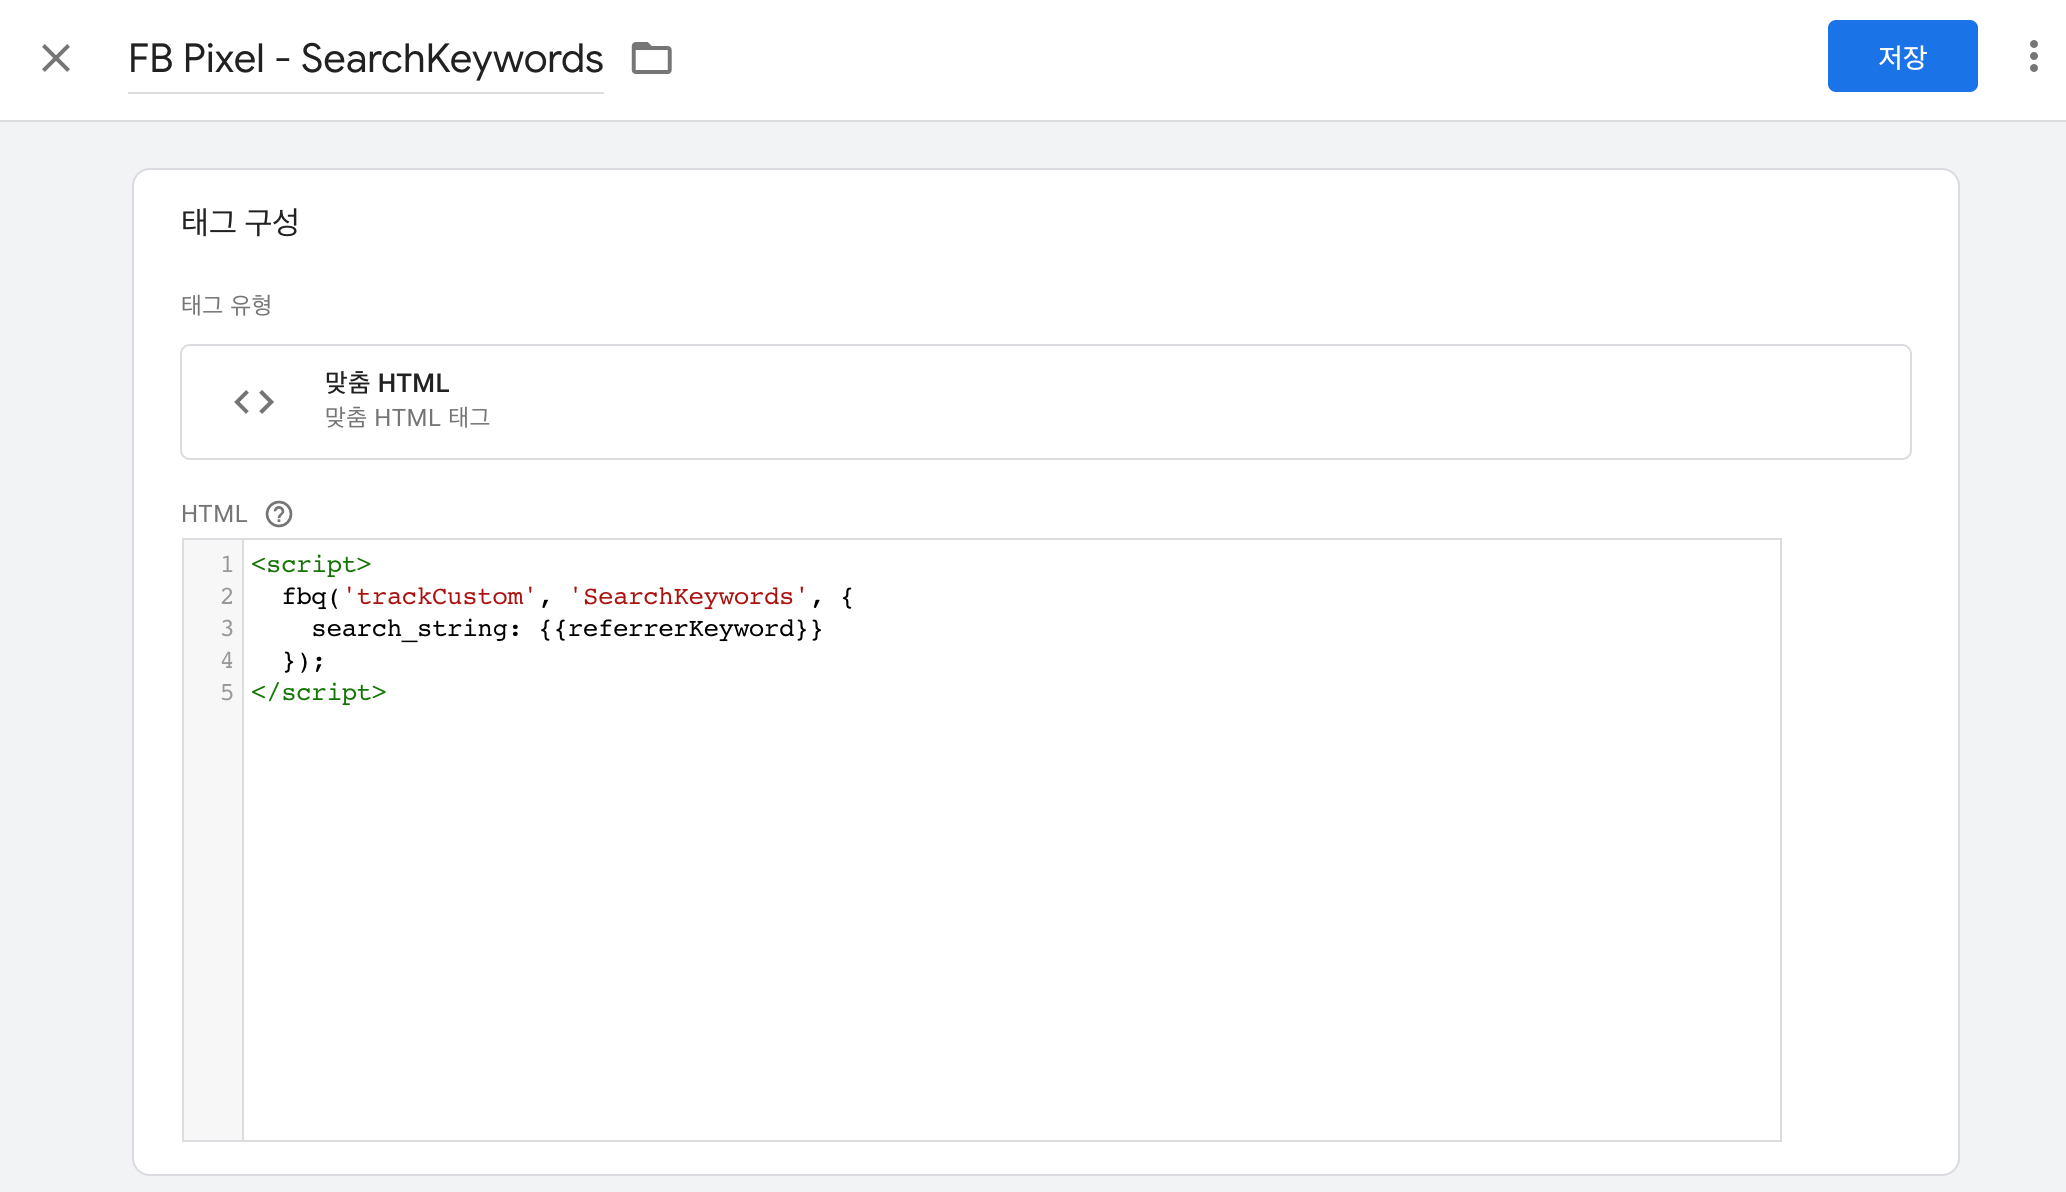 FB Pixel - SearchKeywords
저장
태그 구성
태그 유형
맞춤 HTML
맞춤 HTML 태그
HTML
1 <script>
2 fbq('trackCustom', 'SearchKeywords', {
3 search_string: {{referrerKeyword}}
4 });
5 </script>